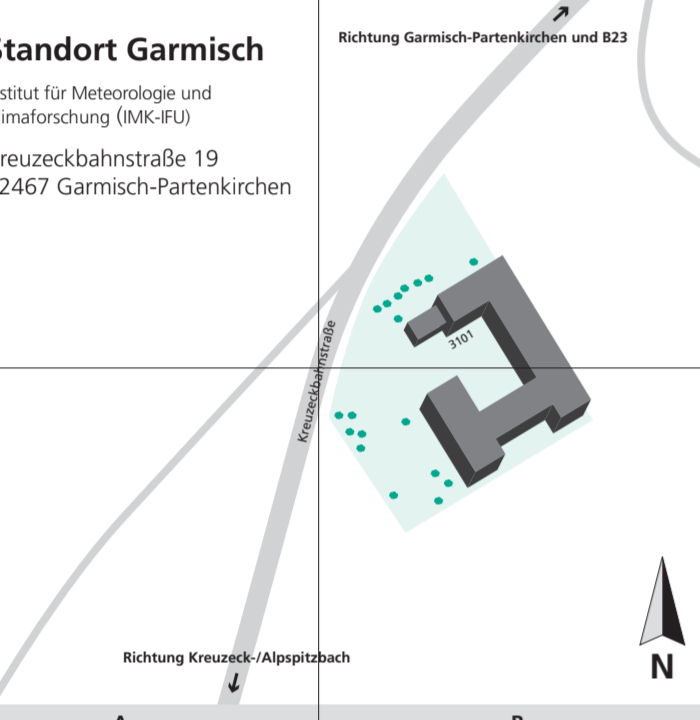 Standort Garmisch
stitut für Meteorologie und
imaforschung (IMK-IFU)
reuzeckbahnstraße 19
2467 Garmisch-Partenkirchen
Richtung Garmisch-Partenkirchen und B23
3101
Kreuzeckbahnstraße
Richtung Kreuzeck-/Alpspitzbach
N